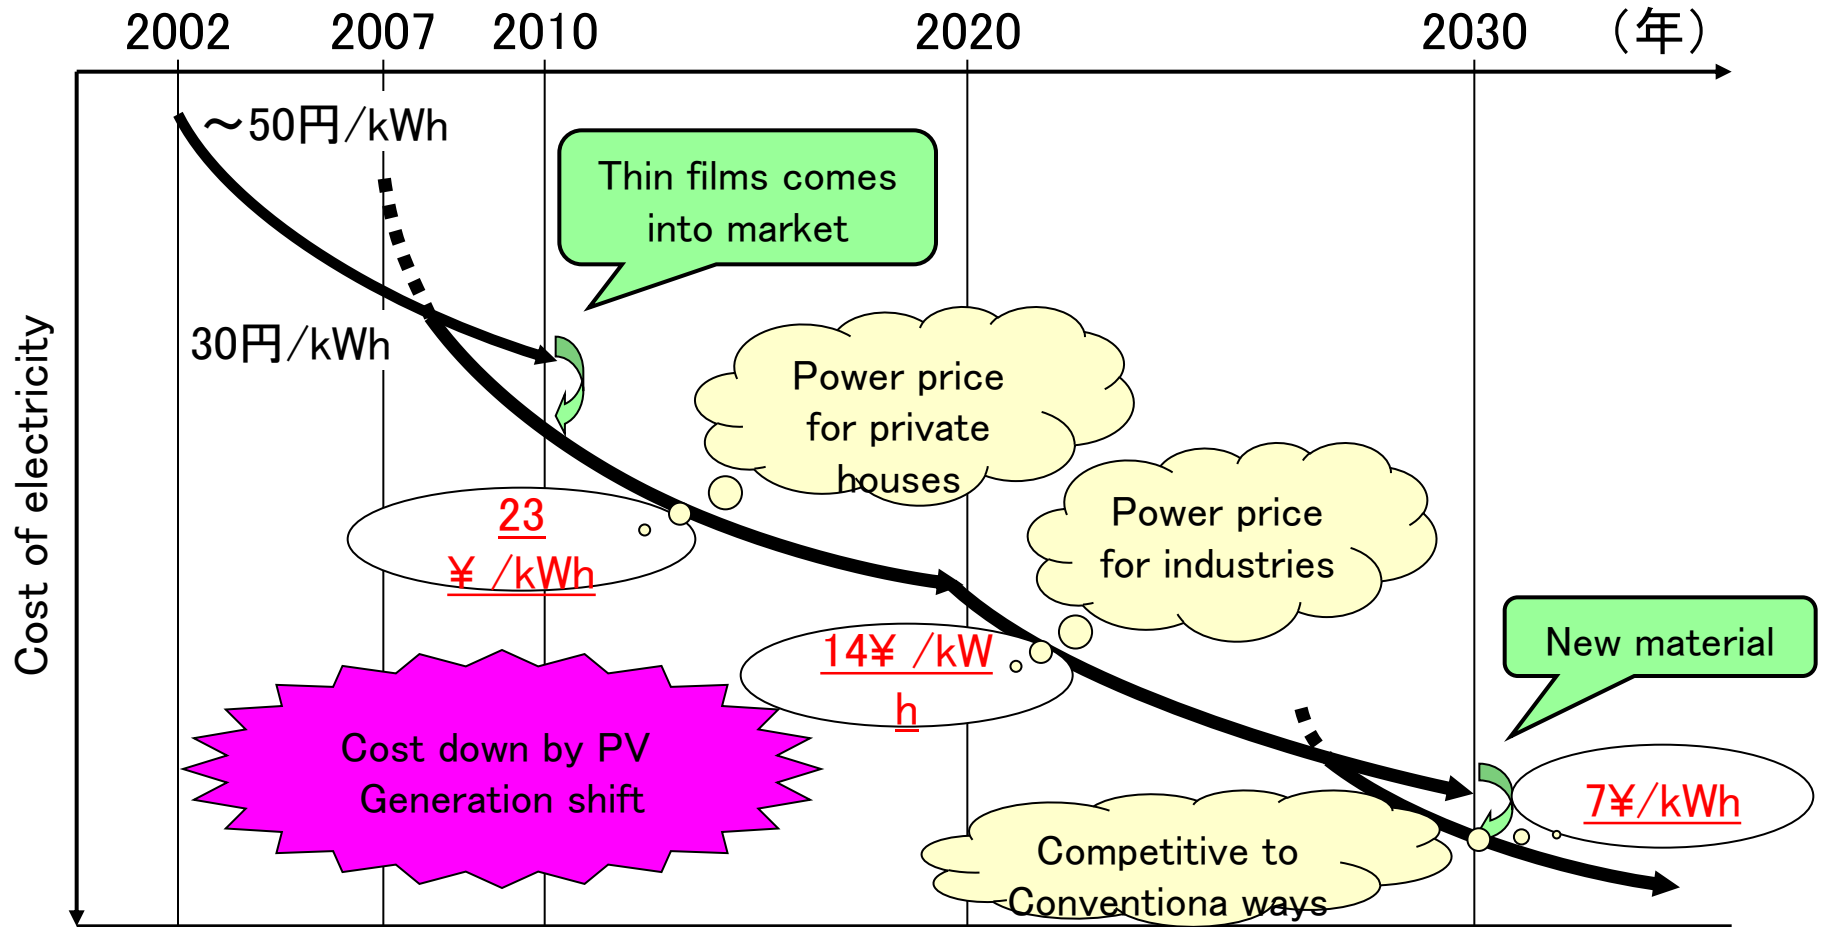 2002 2007 2010 2020 2030 （年）
～50円/kWh
Thin films comes
into market
30円/kWh
Cost of electricity
Power price
for private
houses
23
¥ /kWh
Power price
for industries
14¥ /kW
h
New material
Cost down by PV
Generation shift
7¥/kWh
Competitive to
Conventiona ways